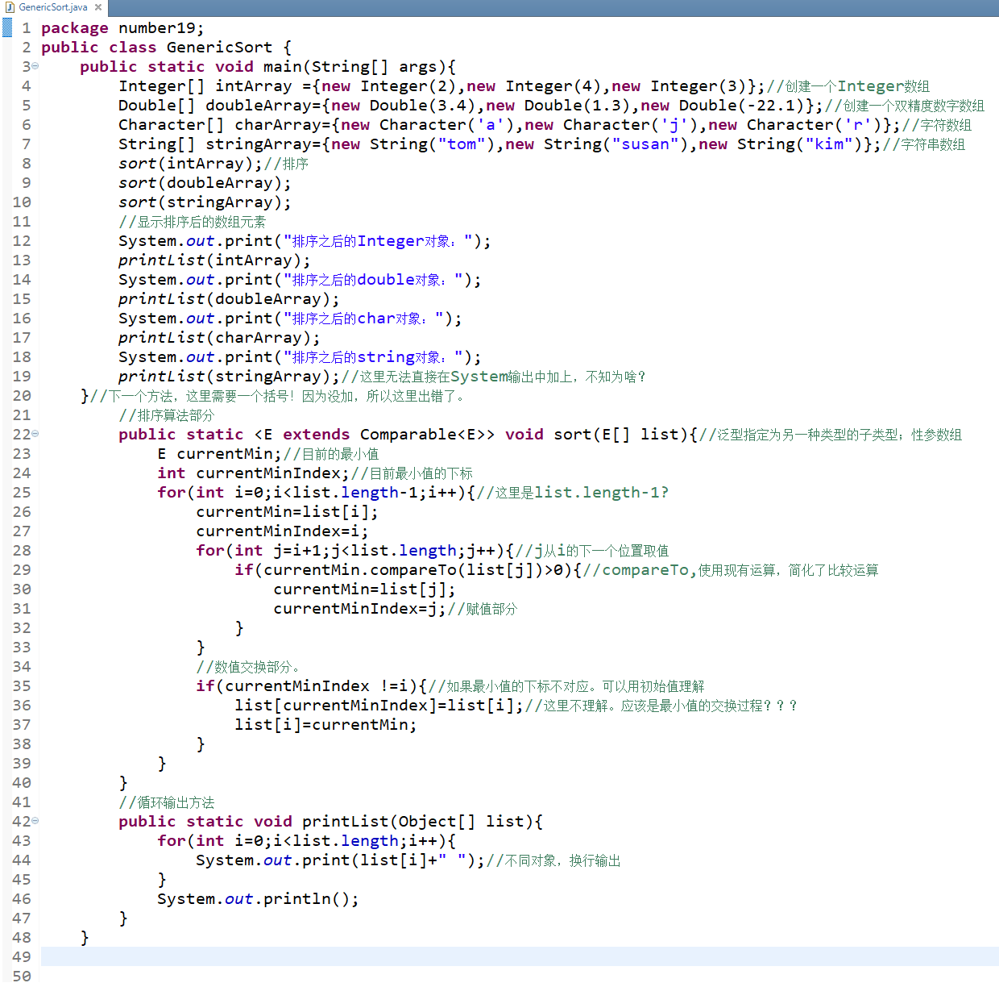 GenericSort.java
1 package number19;
2 public class GenericSort {
3     public static void main(String[] args){
4         Integer[] intArray ={new Integer(2),new Integer(4),new Integer(3)};//创建一个Integer数组
5         Double[] doubleArray={new Double(3.4),new Double(1.3),new Double(-22.1)};//创建一个双精度数字数组
6         Character[] charArray={new Character('a'),new Character('j'),new Character('r')};//字符数组
7         String[] stringArray={new String("tom"),new String("susan"),new String("kim")};//字符串数组
8         sort(intArray);//排序
9         sort(doubleArray);
10         sort(stringArray);
11         //显示排序后的数组元素
12         System.out.print("排序之后的Integer对象：");
13         printList(intArray);
14         System.out.print("排序之后的double对象：");
15         printList(doubleArray);
16         System.out.print("排序之后的char对象：");
17         printList(charArray);
18         System.out.print("排序之后的string对象：");
19         printList(stringArray);//这里无法直接在System输出中加上，不知为啥？
20     }//下一个方法，这里需要一个括号！因为没加，所以这里出错了。
21         //排序算法部分
22         public static <E extends Comparable<E>> void sort(E[] list){//泛型指定为另一种类型的子类型；性参数组
23             E currentMin;//目前的最小值
24             int currentMinIndex;//目前最小值的下标
25             for(int i=0;i<list.length-1;i++){//这里是list.length-1?
26                 currentMin=list[i];
27                 currentMinIndex=i;
28                 for(int j=i+1;j<list.length;j++){//j从i的下一个位置取值
29                     if(currentMin.compareTo(list[j])>0){//compareTo,使用现有运算，简化了比较运算
30                         currentMin=list[j];
31                         currentMinIndex=j;//赋值部分
32                     }
33                 }
34                 //数值交换部分。
35                 if(currentMinIndex !=i){//如果最小值的下标不对应。可以用初始值理解
36                     list[currentMinIndex]=list[i];//这里不理解。应该是最小值的交换过程？？？
37                     list[i]=currentMin;
38                 }
39             }
40         }
41         //循环输出方法
42         public static void printList(Object[] list){
43             for(int i=0;i<list.length;i++){
44                 System.out.print(list[i]+" ");//不同对象，换行输出
45             }
46             System.out.println();
47         }
48     }
49
50